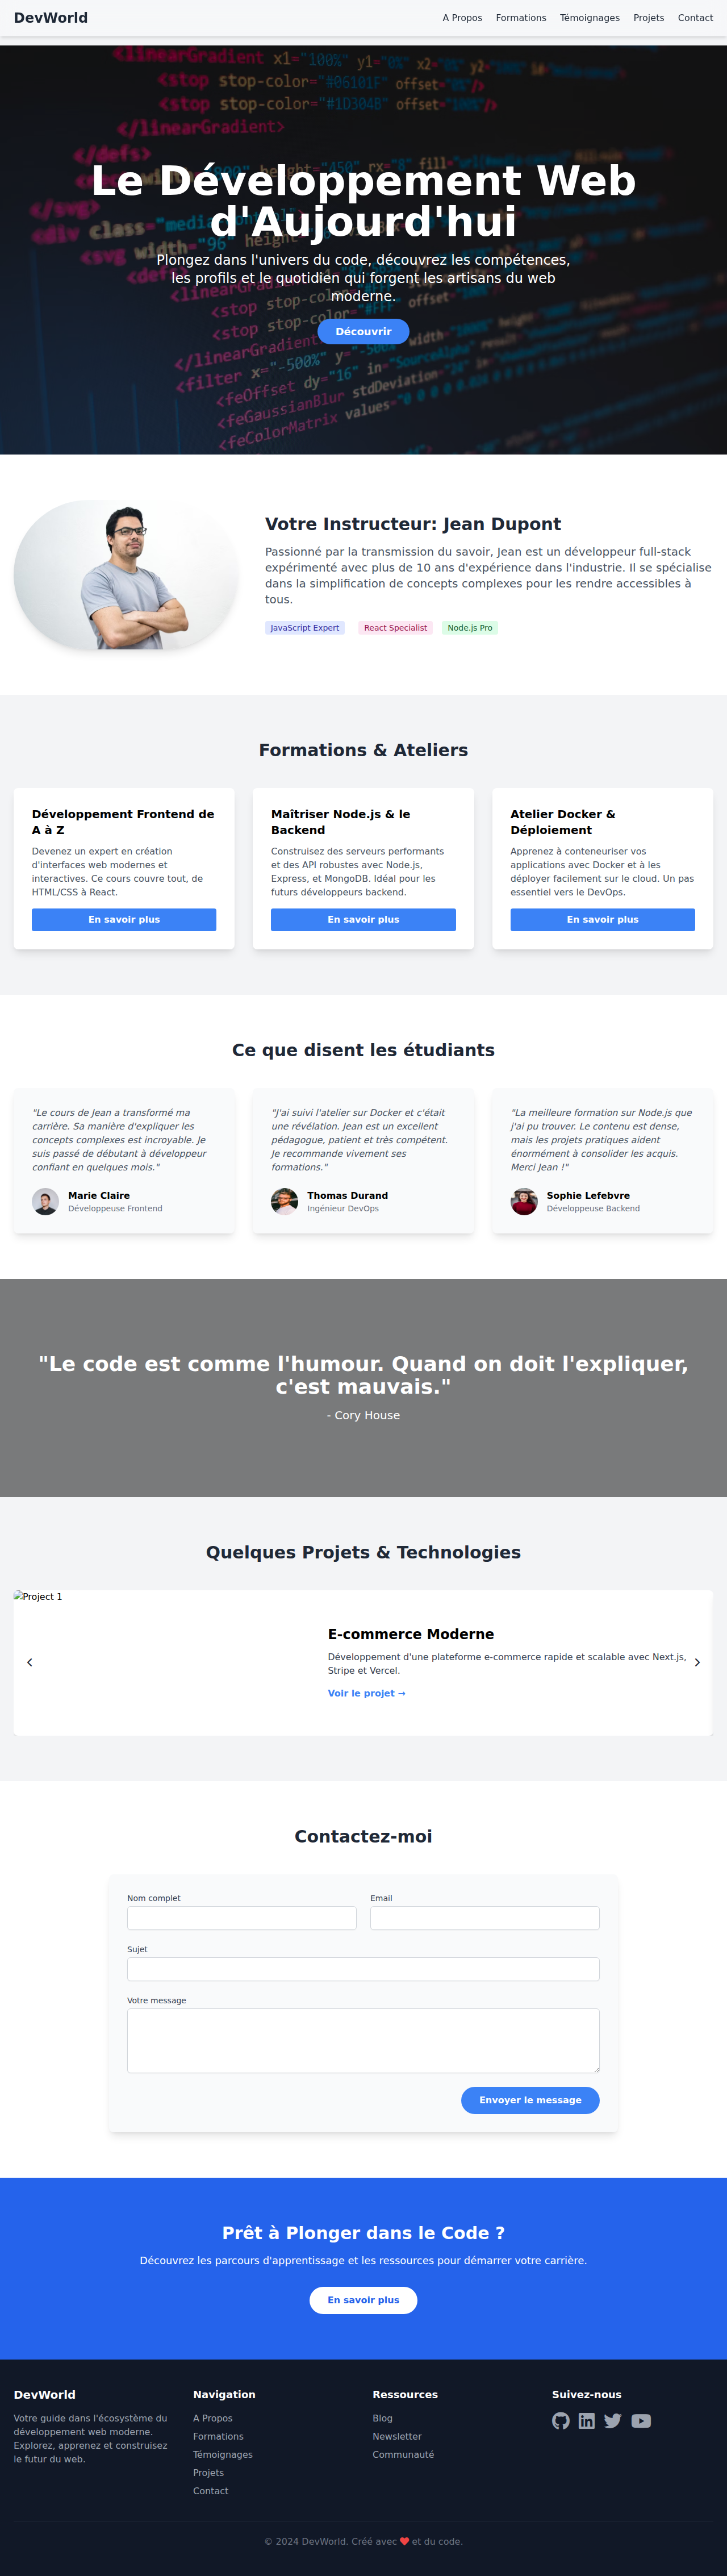 DevWorld
A Propos
Formations
Témoignages
Projets
Contact
Le Développement Web
d'Aujourd'hui
Plongez dans l'univers du code, découvrez les compétences,
les profils et le quotidien qui forgent les artisans du web
moderne.
Découvrir
Votre Instructeur: Jean Dupont
Passionné par la transmission du savoir, Jean est un développeur full-stack
expérimenté avec plus de 10 ans d'expérience dans l'industrie. Il se spécialise
dans la simplification de concepts complexes pour les rendre accessibles à
tous.
JavaScript Expert
React Specialist
Node.js Pro
Formations & Ateliers
Développement Frontend de
A à Z
Devenez un expert en création
d'interfaces web modernes et
interactives. Ce cours couvre tout, de
HTML/CSS à React.
En savoir plus
Maîtriser Node.js & le
Backend
Construisez des serveurs performants
et des API robustes avec Node.js,
Express, et MongoDB. Idéal pour les
futurs développeurs backend.
En savoir plus
Atelier Docker &
Déploiement
Apprenez à conteneuriser vos
applications avec Docker et à les
déployer facilement sur le cloud. Un pas
essentiel vers le DevOps.
En savoir plus
Ce que disent les étudiants
"Le cours de Jean a transformé ma
carrière. Sa manière d'expliquer les
concepts complexes est incroyable. Je
suis passé de débutant à développeur
confiant en quelques mois."
Marie Claire
Développeuse Frontend
"J'ai suivi l'atelier sur Docker et c'était
une révélation. Jean est un excellent
pédagogue, patient et très compétent.
Je recommande vivement ses
formations."
Thomas Durand
Ingénieur DevOps
"La meilleure formation sur Node.js que
j'ai pu trouver. Le contenu est dense,
mais les projets pratiques aident
énormément à consolider les acquis.
Merci Jean !"
Sophie Lefebvre
Développeuse Backend
"Le code est comme l'humour. Quand on doit l'expliquer,
c'est mauvais."
- Cory House
Quelques Projets & Technologies
Project 1
E-commerce Moderne
Développement d'une plateforme e-commerce rapide et scalable avec Next.js,
Stripe et Vercel.
Voir le projet →
Contactez-moi
Nom complet
Email
Sujet
Votre message
Envoyer le message
Prêt à Plonger dans le Code ?
Découvrez les parcours d'apprentissage et les ressources pour démarrer votre carrière.
En savoir plus
DevWorld
Votre guide dans l'écosystème du
développement web moderne.
Explorez, apprenez et construisez
le futur du web.
Navigation
A Propos
Formations
Témoignages
Projets
Contact
Ressources
Blog
Newsletter
Communauté
Suivez-nous
© 2024 DevWorld. Créé avec ❤ et du code.